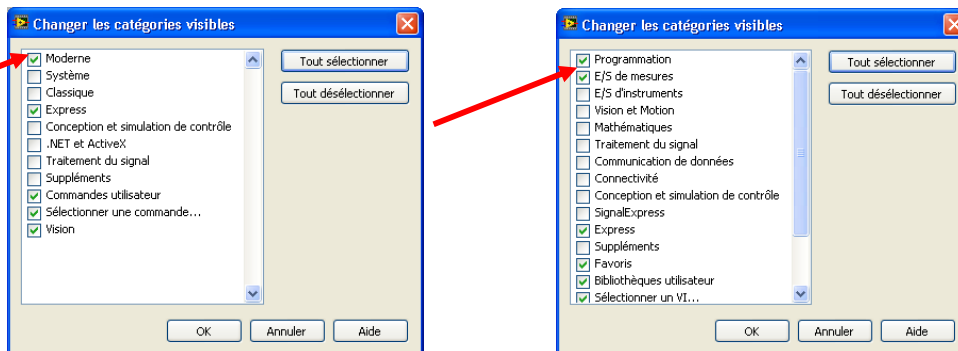 Changer les catégories visibles
Moderne
Système
Classique
Express
Conception et simulation de contrôle
.NET et ActiveX
Traitement du signal
Suppléments
Commandes utilisateur
Sélectionner une commande...
Vision
Tout sélectionner
Tout désélectionner
OK
Annuler
Aide
Changer les catégories visibles
Programmation
E/S de mesures
E/S d'instruments
Vision et Motion
Mathématiques
Traitement du signal
Communication de données
Connectivité
Conception et simulation de contrôle
SignalExpress
Express
Suppléments
Favoris
Bibliothèques utilisateur
Sélectionner un VI...
Tout sélectionner
Tout désélectionner
OK
Annuler
Aide